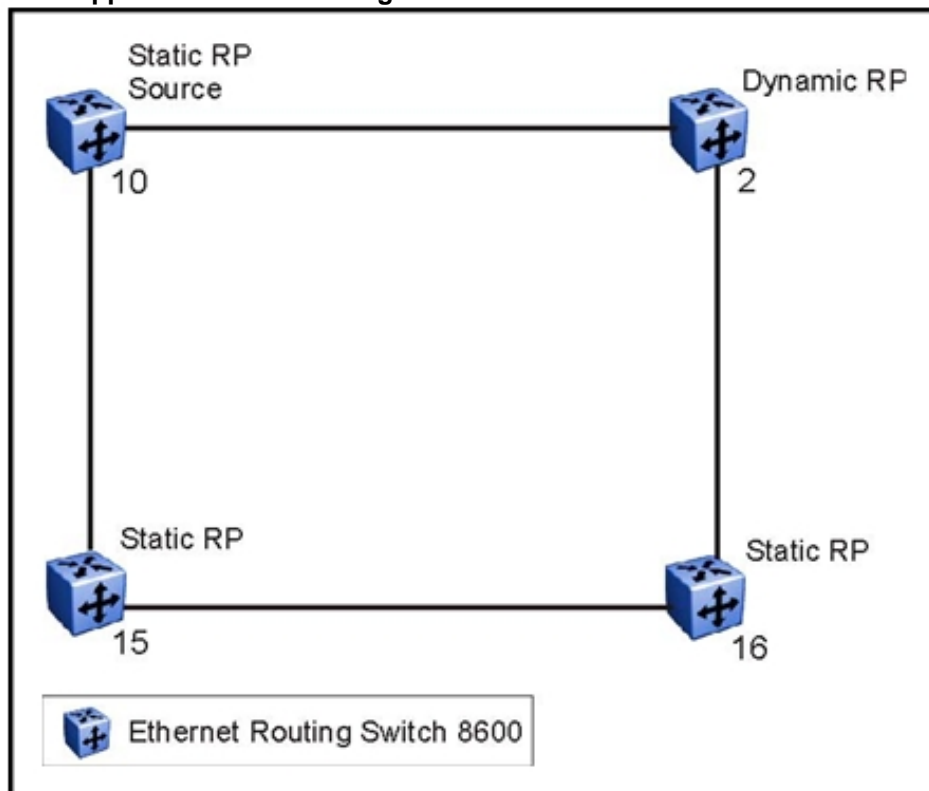 Static RP
Source
Dynamic RP
10
2
Static RP
Static RP
15
16
Ethernet Routing Switch 8600